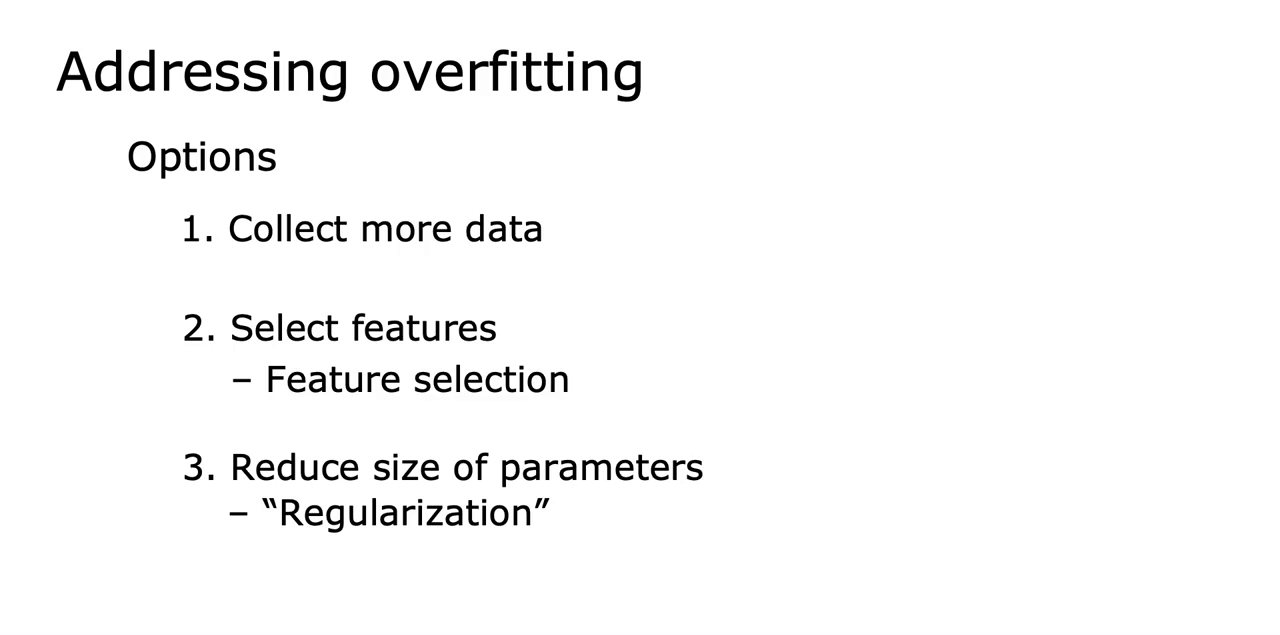 Addressing overfitting
Options
1. Collect more data
2. Select features
– Feature selection
3. Reduce size of parameters
– “Regularization”